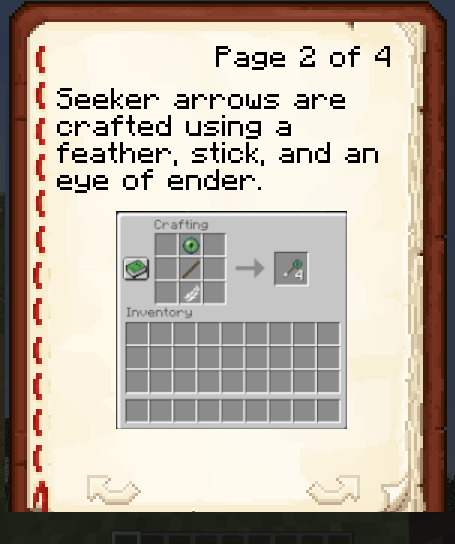 Page 2 of 4
Seeker arrows are
crafted using a
feather, stick, and an
eye of ender.
Crafting
4
Inventory